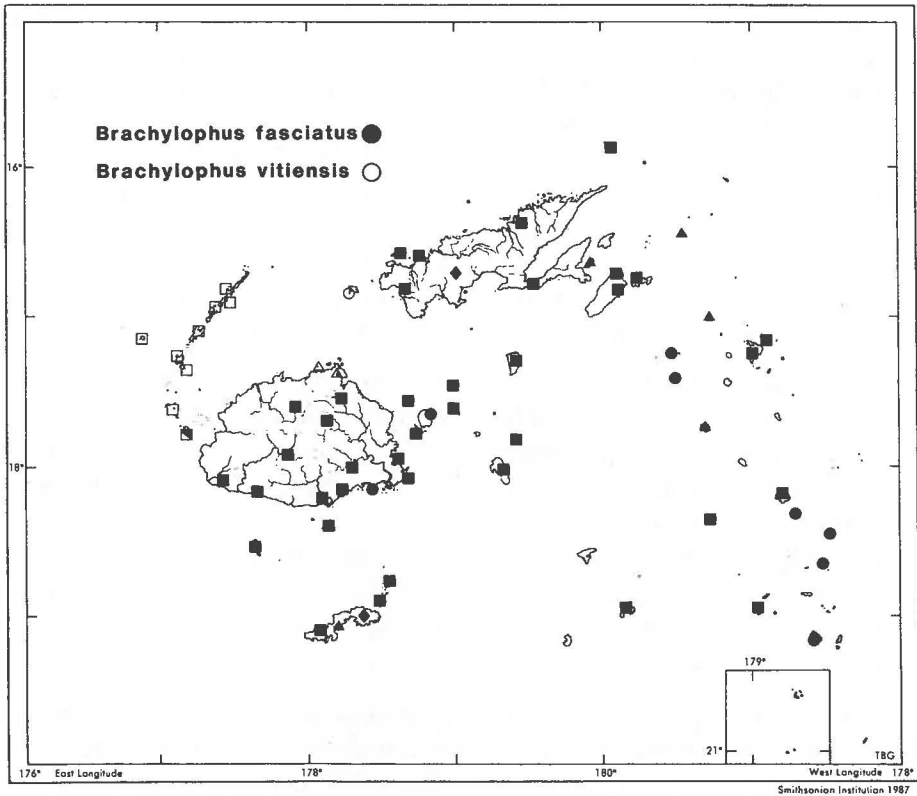 Brachylophus fasciatus
Brachylophus vitiensis
16°
18°
179°
21°
TBG
176° East Longitude 178° 180° West Longitude 178°
Smithsonian Institution 1987